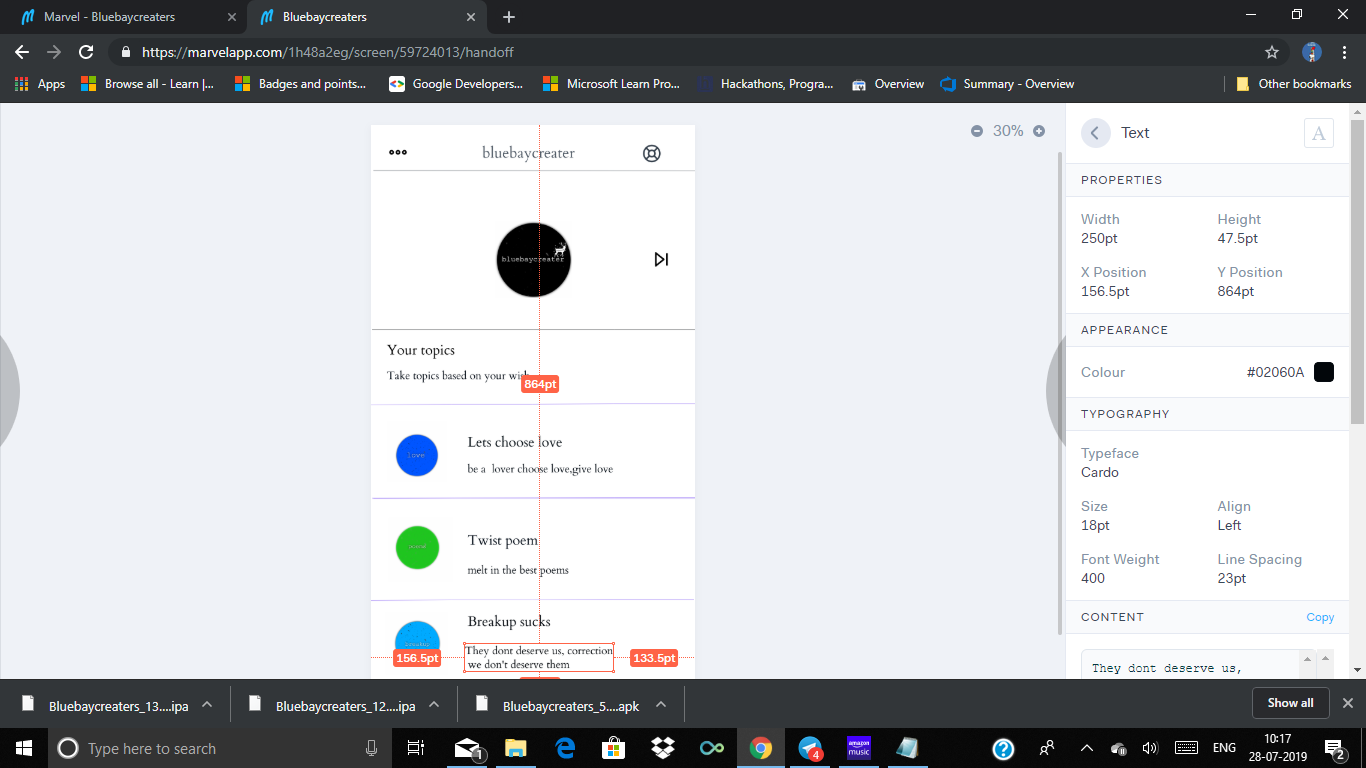 Marvel - Bluebaycreaters
Bluebaycreaters
https://marvelapp.com/1h48a2eg/screen/59724013/handoff
Apps
Browse all - Learn |...
Badges and points...
Google Developers...
Microsoft Learn Pro...
Hackathons, Progra...
Overview
Summary - Overview
Other bookmarks
bluebaycreater
30%
bluebaycreater
Your topics
Take topics based on your wish
864pt
love
Lets choose love
be a lover choose love,give love
Twist poem
melt in the best poems
Breakup sucks
They dont deserve us, correction
we don't deserve them
156.5pt
133.5pt
Text
A
PROPERTIES
Width Height
250pt 47.5pt
X Position Y Position
156.5pt 864pt
APPEARANCE
Colour #02060A
TYPOGRAPHY
Typeface
Cardo
Size Align
18pt Left
Font Weight Line Spacing
400 23pt
CONTENT Copy
They dont deserve us,
Bluebaycreaters_13....ipa
Bluebaycreaters_12....ipa
Bluebaycreaters_5....apk
Show all
Type here to search
1
4
amazon
music
ENG
10:17
28-07-2019
2